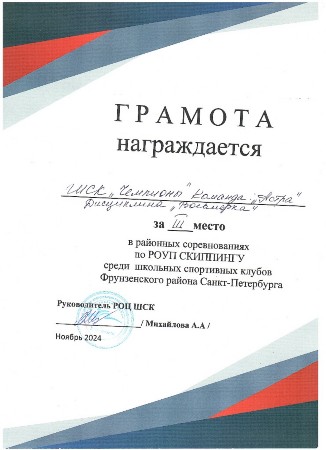 ГРАМОТА
награждается
ШСК „Чемпионы" Команда: „Астра"
Дисциплина „Восьмерка"
за III место
в районных соревнованиях
по РОУП СКИППИНГУ
среди школьных спортивных клубов
Фрунзенского района Санкт-Петербурга
Руководитель РОЦ ШСК
/ Михайлова А.А /
Ноябрь 2024